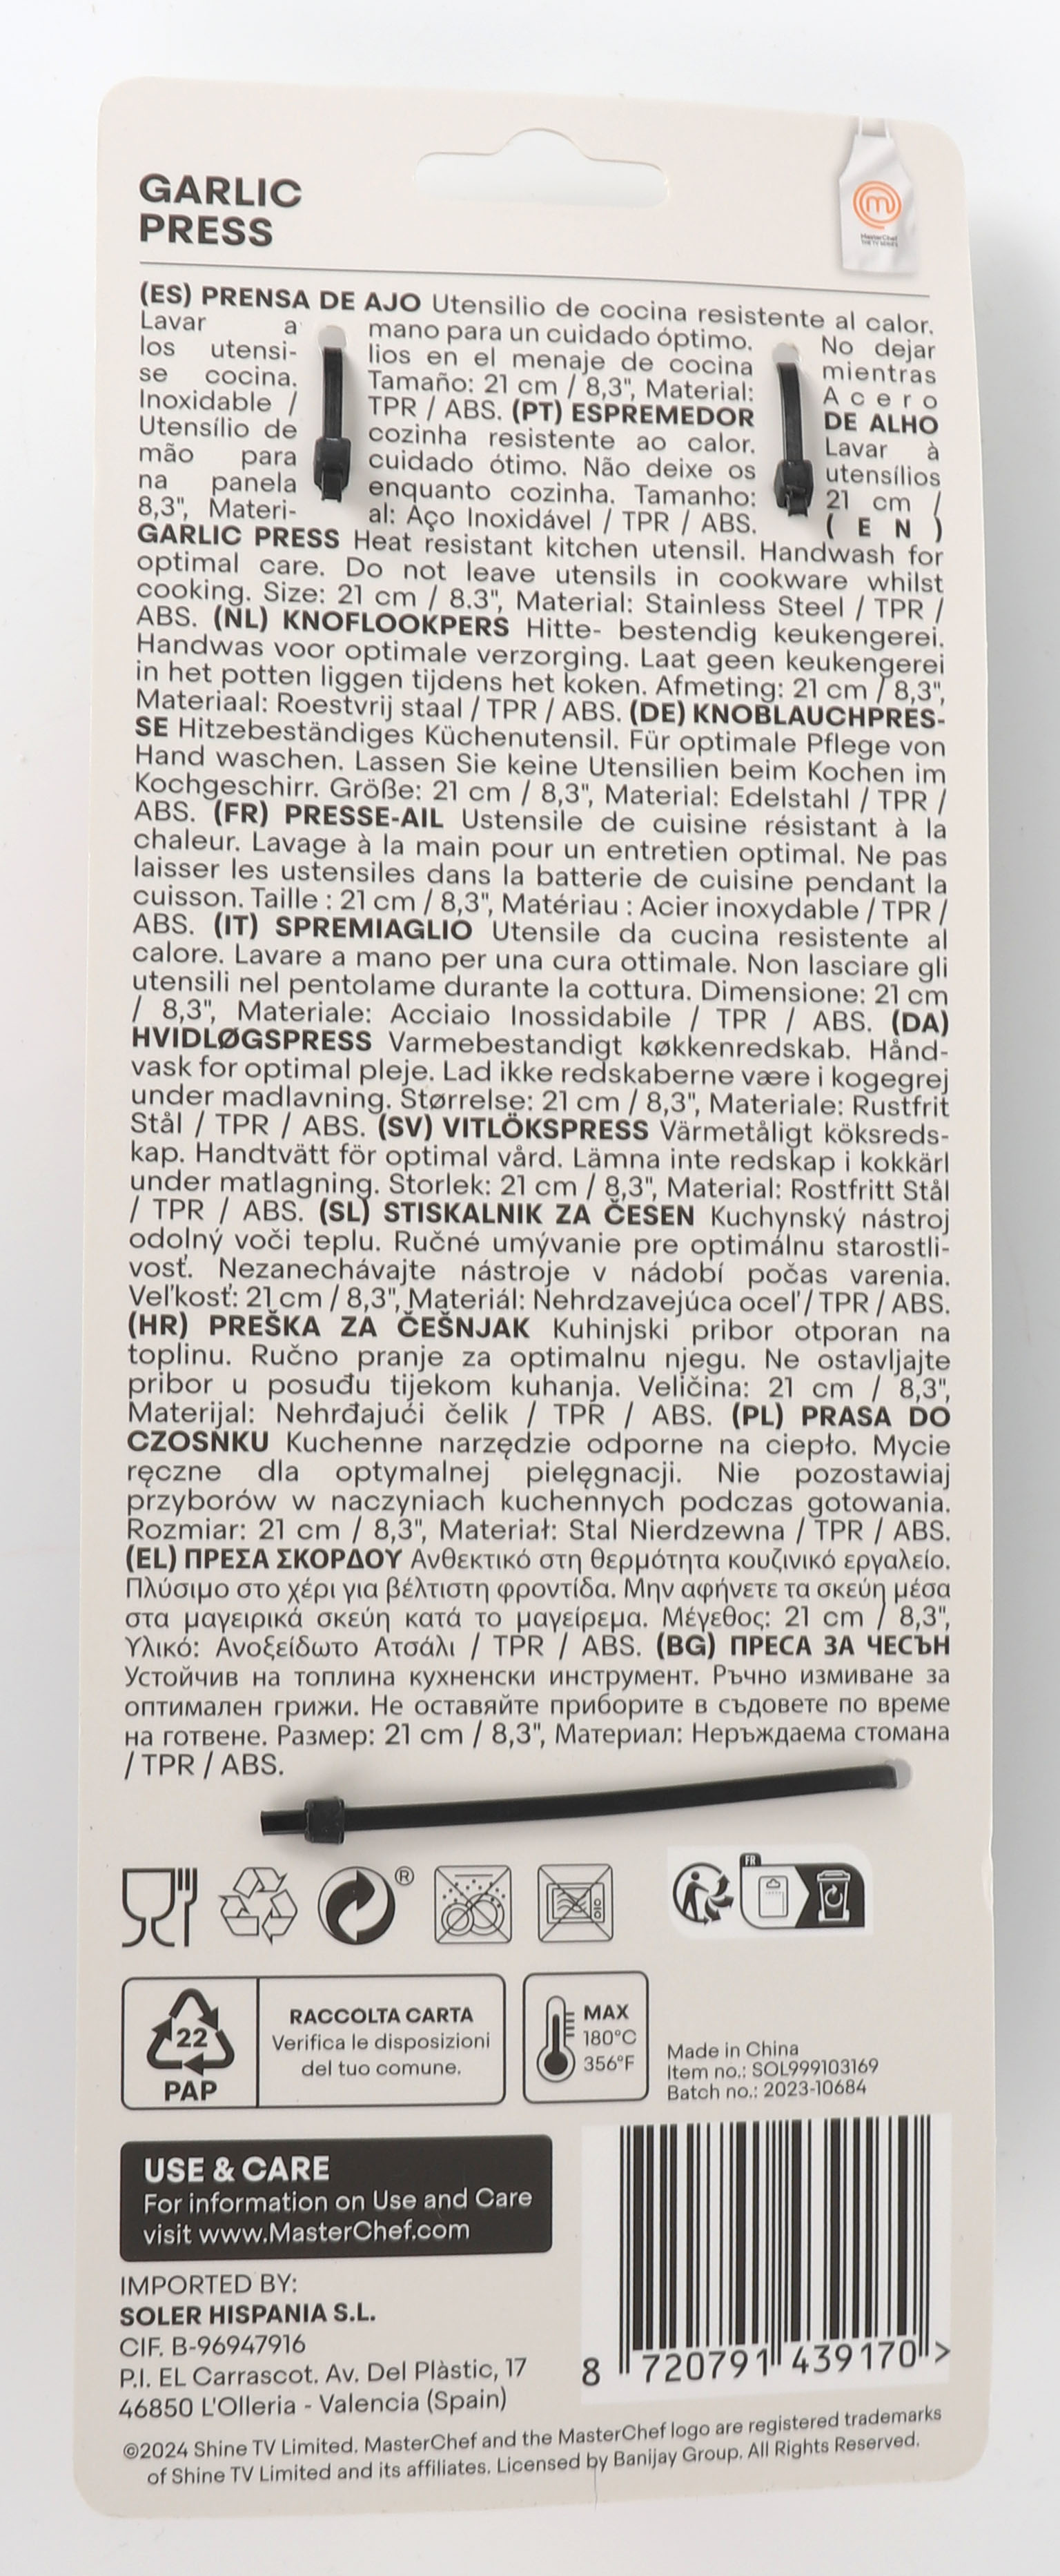 GARLIC
PRESS
MasterChef
(ES) PRENSA DE AJO Utensilio de cocina resistente al calor.
Lavar a mano para un cuidado óptimo. No dejar
los utensi- lios en el menaje de cocina mientras
se cocina. Tamaño: 21 cm / 8,3", Material: Acero
Inoxidable / TPR / ABS. (PT) ESPREMEDOR DE ALHO
Utensílio de cozinha resistente ao calor. Lavar à
mão para cuidado ótimo. Não deixe os utensílios
na panela enquanto cozinha. Tamanho: 21 cm /
8,3", Materi- al: Aço Inoxidável / TPR / ABS. (EN)
GARLIC PRESS Heat resistant kitchen utensil. Handwash for
optimal care. Do not leave utensils in cookware whilst
cooking. Size: 21 cm / 8.3", Material: Stainless Steel / TPR /
ABS. (NL) KNOFLOOKPERS Hitte- bestendig keukengerei.
Handwas voor optimale verzorging. Laat geen keukengerei
in het potten liggen tijdens het koken. Afmeting: 21 cm / 8,3",
Materiaal: Roestvrij staal / TPR / ABS. (DE) KNOBLAUCHPRES-
SE Hitzebeständiges Küchenutensil. Für optimale Pflege von
Hand waschen. Lassen Sie keine Utensilien beim Kochen im
Kochgeschirr. Größe: 21 cm / 8,3", Material: Edelstahl / TPR /
ABS. (FR) PRESSE-AIL Ustensile de cuisine résistant à la
chaleur. Lavage à la main pour un entretien optimal. Ne pas
laisser les ustensiles dans la batterie de cuisine pendant la
cuisson. Taille : 21 cm / 8,3", Matériau : Acier inoxydable / TPR /
ABS. (IT) SPREMIAGLIO Utensile da cucina resistente al
calore. Lavare a mano per una cura ottimale. Non lasciare gli
utensili nel pentolame durante la cottura. Dimensione: 21 cm
/ 8,3", Materiale: Acciaio Inossidabile / TPR / ABS. (DA)
HVIDLØGSPRESS Varmebestandigt køkkenredskab. Hånd-
vask for optimal pleje. Lad ikke redskaberne være i kogegrej
under madlavning. Størrelse: 21 cm / 8,3", Materiale: Rustfrit
Stål / TPR / ABS. (SV) VITLÖKSPRESS Värmetåligt köksreds-
kap. Handtvätt för optimal vård. Lämna inte redskap i kokkärl
under matlagning. Storlek: 21 cm / 8,3", Material: Rostfritt Stål
/ TPR / ABS. (SL) STISKALNIK ZA ČESEN Kuchynský nástroj
odolný voči teplu. Ručné umývanie pre optimálnu starostli-
vosť. Nezanechávajte nástroje v nádobí počas varenia.
Veľkosť: 21 cm / 8,3", Materiál: Nehrdzavejúca oceľ / TPR / ABS.
(HR) PREŠKA ZA ČEŠNJAK Kuhinjski pribor otporan na
toplinu. Ručno pranje za optimalnu njegu. Ne ostavljajte
pribor u posuđu tijekom kuhanja. Veličina: 21 cm / 8,3",
Materijal: Nehrđajući čelik / TPR / ABS. (PL) PRASA DO
CZOSNKU Kuchenne narzędzie odporne na ciepło. Mycie
ręczne dla optymalnej pielęgnacji. Nie pozostawiaj
przyborów w naczyniach kuchennych podczas gotowania.
Rozmiar: 21 cm / 8,3", Materiał: Stal Nierdzewna / TPR / ABS.
(EL) ΠΡΕΣΑ ΣΚΟΡΔΟΥ Ανθεκτικό στη θερμότητα κουζινικό εργαλείο.
Πλύσιμο στο χέρι για βέλτιστη φροντίδα. Μην αφήνετε τα σκεύη μέσα
στα μαγειρικά σκεύη κατά το μαγείρεμα. Μέγεθος: 21 cm / 8,3",
Υλικό: Ανοξείδωτο Ατσάλι / TPR / ABS. (BG) ПРЕСА ЗА ЧЕСЪН
Устойчив на топлина кухненски инструмент. Ръчно измиване за
оптимален грижи. Не оставяйте приборите в съдовете по време
на готвене. Размер: 21 cm / 8,3", Материал: Неръждаема стомана
/ TPR / ABS.
®
FR
22
PAP
RACCOLTA CARTA
Verifica le disposizioni
del tuo comune.
MAX
180°C
356°F
Made in China
Item no.: SOL999103169
Batch no.: 2023-10684
USE & CARE
For information on Use and Care
visit www.MasterChef.com
IMPORTED BY:
SOLER HISPANIA S.L.
CIF. B-96947916
P.I. EL Carrascot. Av. Del Plàstic, 17
46850 L'Olleria - Valencia (Spain)
8 720791 439170 >
©2024 Shine TV Limited. MasterChef and the MasterChef logo are registered trademarks
of Shine TV Limited and its affiliates. Licensed by Banijay Group. All Rights Reserved.